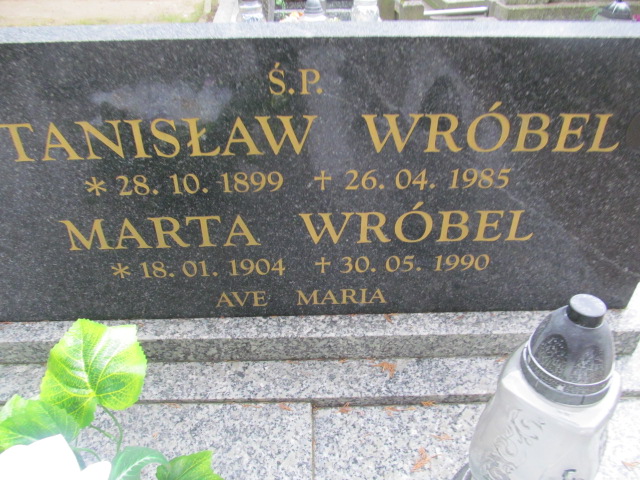 Ś.P.
TANISŁAW WRÓBEL
* 28. 10. 1899 + 26. 04. 1985
MARTA WRÓBEL
* 18. 01. 1904 + 30. 05. 1990
AVE MARIA